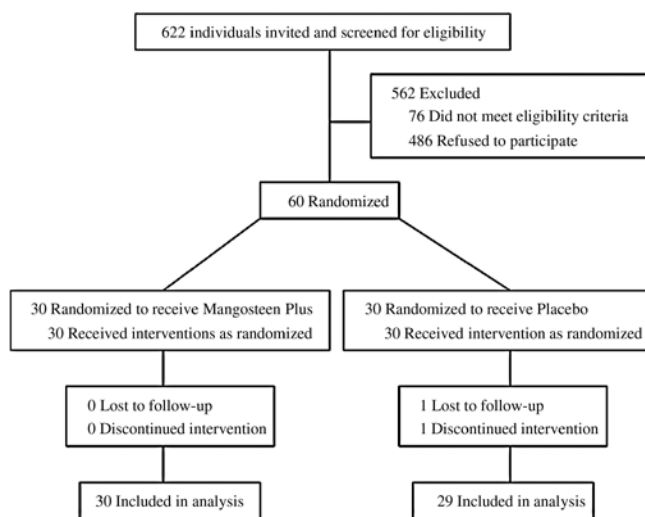 622 individuals invited and screened for eligibility
562 Excluded
76 Did not meet eligibility criteria
486 Refused to participate
60 Randomized
30 Randomized to receive Mangosteen Plus
30 Received interventions as randomized
30 Randomized to receive Placebo
30 Received intervention as randomized
0 Lost to follow-up
0 Discontinued intervention
1 Lost to follow-up
1 Discontinued intervention
30 Included in analysis
29 Included in analysis